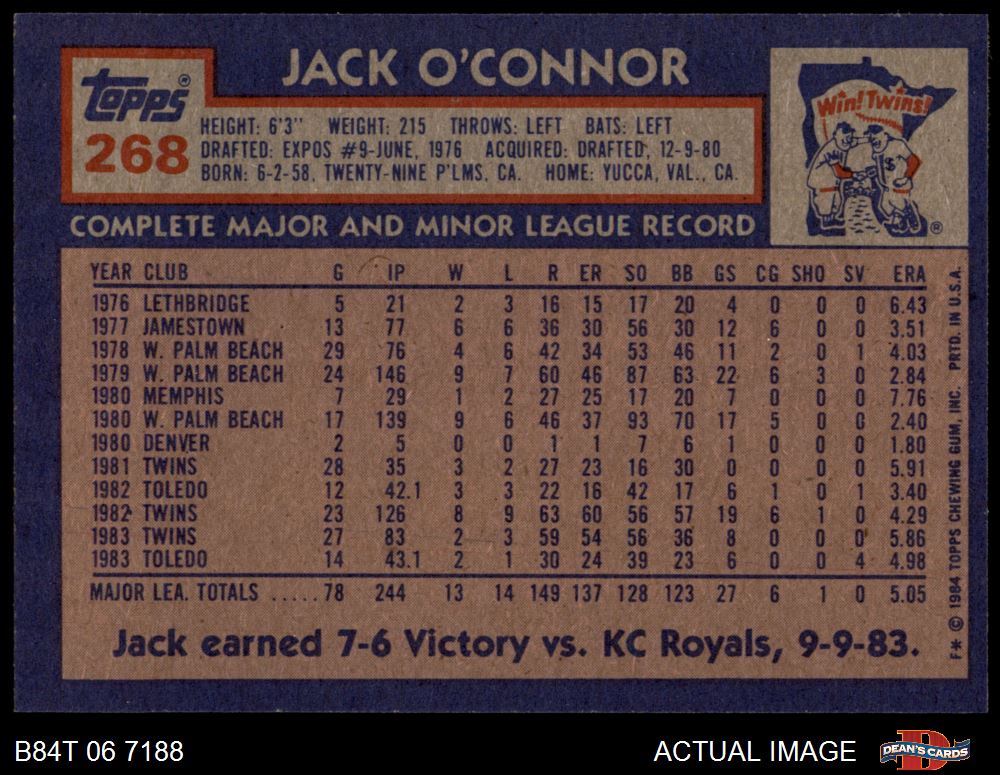 JACK O'CONNOR
Topps®
268
HEIGHT: 6'3" WEIGHT: 215 THROWS: LEFT BATS: LEFT
DRAFTED: EXPOS #9-JUNE, 1976 ACQUIRED: DRAFTED, 12-9-80
BORN: 6-2-58, TWENTY-NINE P'LMS, CA. HOME: YUCCA, VAL., CA.
Win! Twins!
®
COMPLETE MAJOR AND MINOR LEAGUE RECORD
YEAR CLUB G IP W L R ER SO BB GS CG SHO SV ERA
1976 LETHBRIDGE 5 21 2 3 16 15 17 20 4 0 0 0 6.43
1977 JAMESTOWN 13 77 6 6 36 30 56 30 12 6 0 0 3.51
1978 W. PALM BEACH 29 76 4 6 42 34 53 46 11 2 0 1 4.03
1979 W. PALM BEACH 24 146 9 7 60 46 87 63 22 6 3 0 2.84
1980 MEMPHIS 7 29 1 2 27 25 17 20 7 0 0 0 7.76
1980 W. PALM BEACH 17 139 9 6 46 37 93 70 17 5 0 0 2.40
1980 DENVER 2 5 0 0 1 1 7 6 1 0 0 0 1.80
1981 TWINS 28 35 3 2 27 23 16 30 0 0 0 0 5.91
1982 TOLEDO 12 42.1 3 3 22 16 42 17 6 1 0 1 3.40
1982 TWINS 23 126 8 9 63 60 56 57 19 6 1 0 4.29
1983 TWINS 27 83 2 3 59 54 56 36 8 0 0 0 5.86
1983 TOLEDO 14 43.1 2 1 30 24 39 23 6 0 0 4 4.98
MAJOR LEA. TOTALS .....78 244 13 14 149 137 128 123 27 6 1 0 5.05
Jack earned 7-6 Victory vs. KC Royals, 9-9-83.
F* © 1984 TOPPS CHEWING GUM, INC. PRTD. IN U.S.A.
B84T 06 7188
ACTUAL IMAGE
DEAN'S CARDS